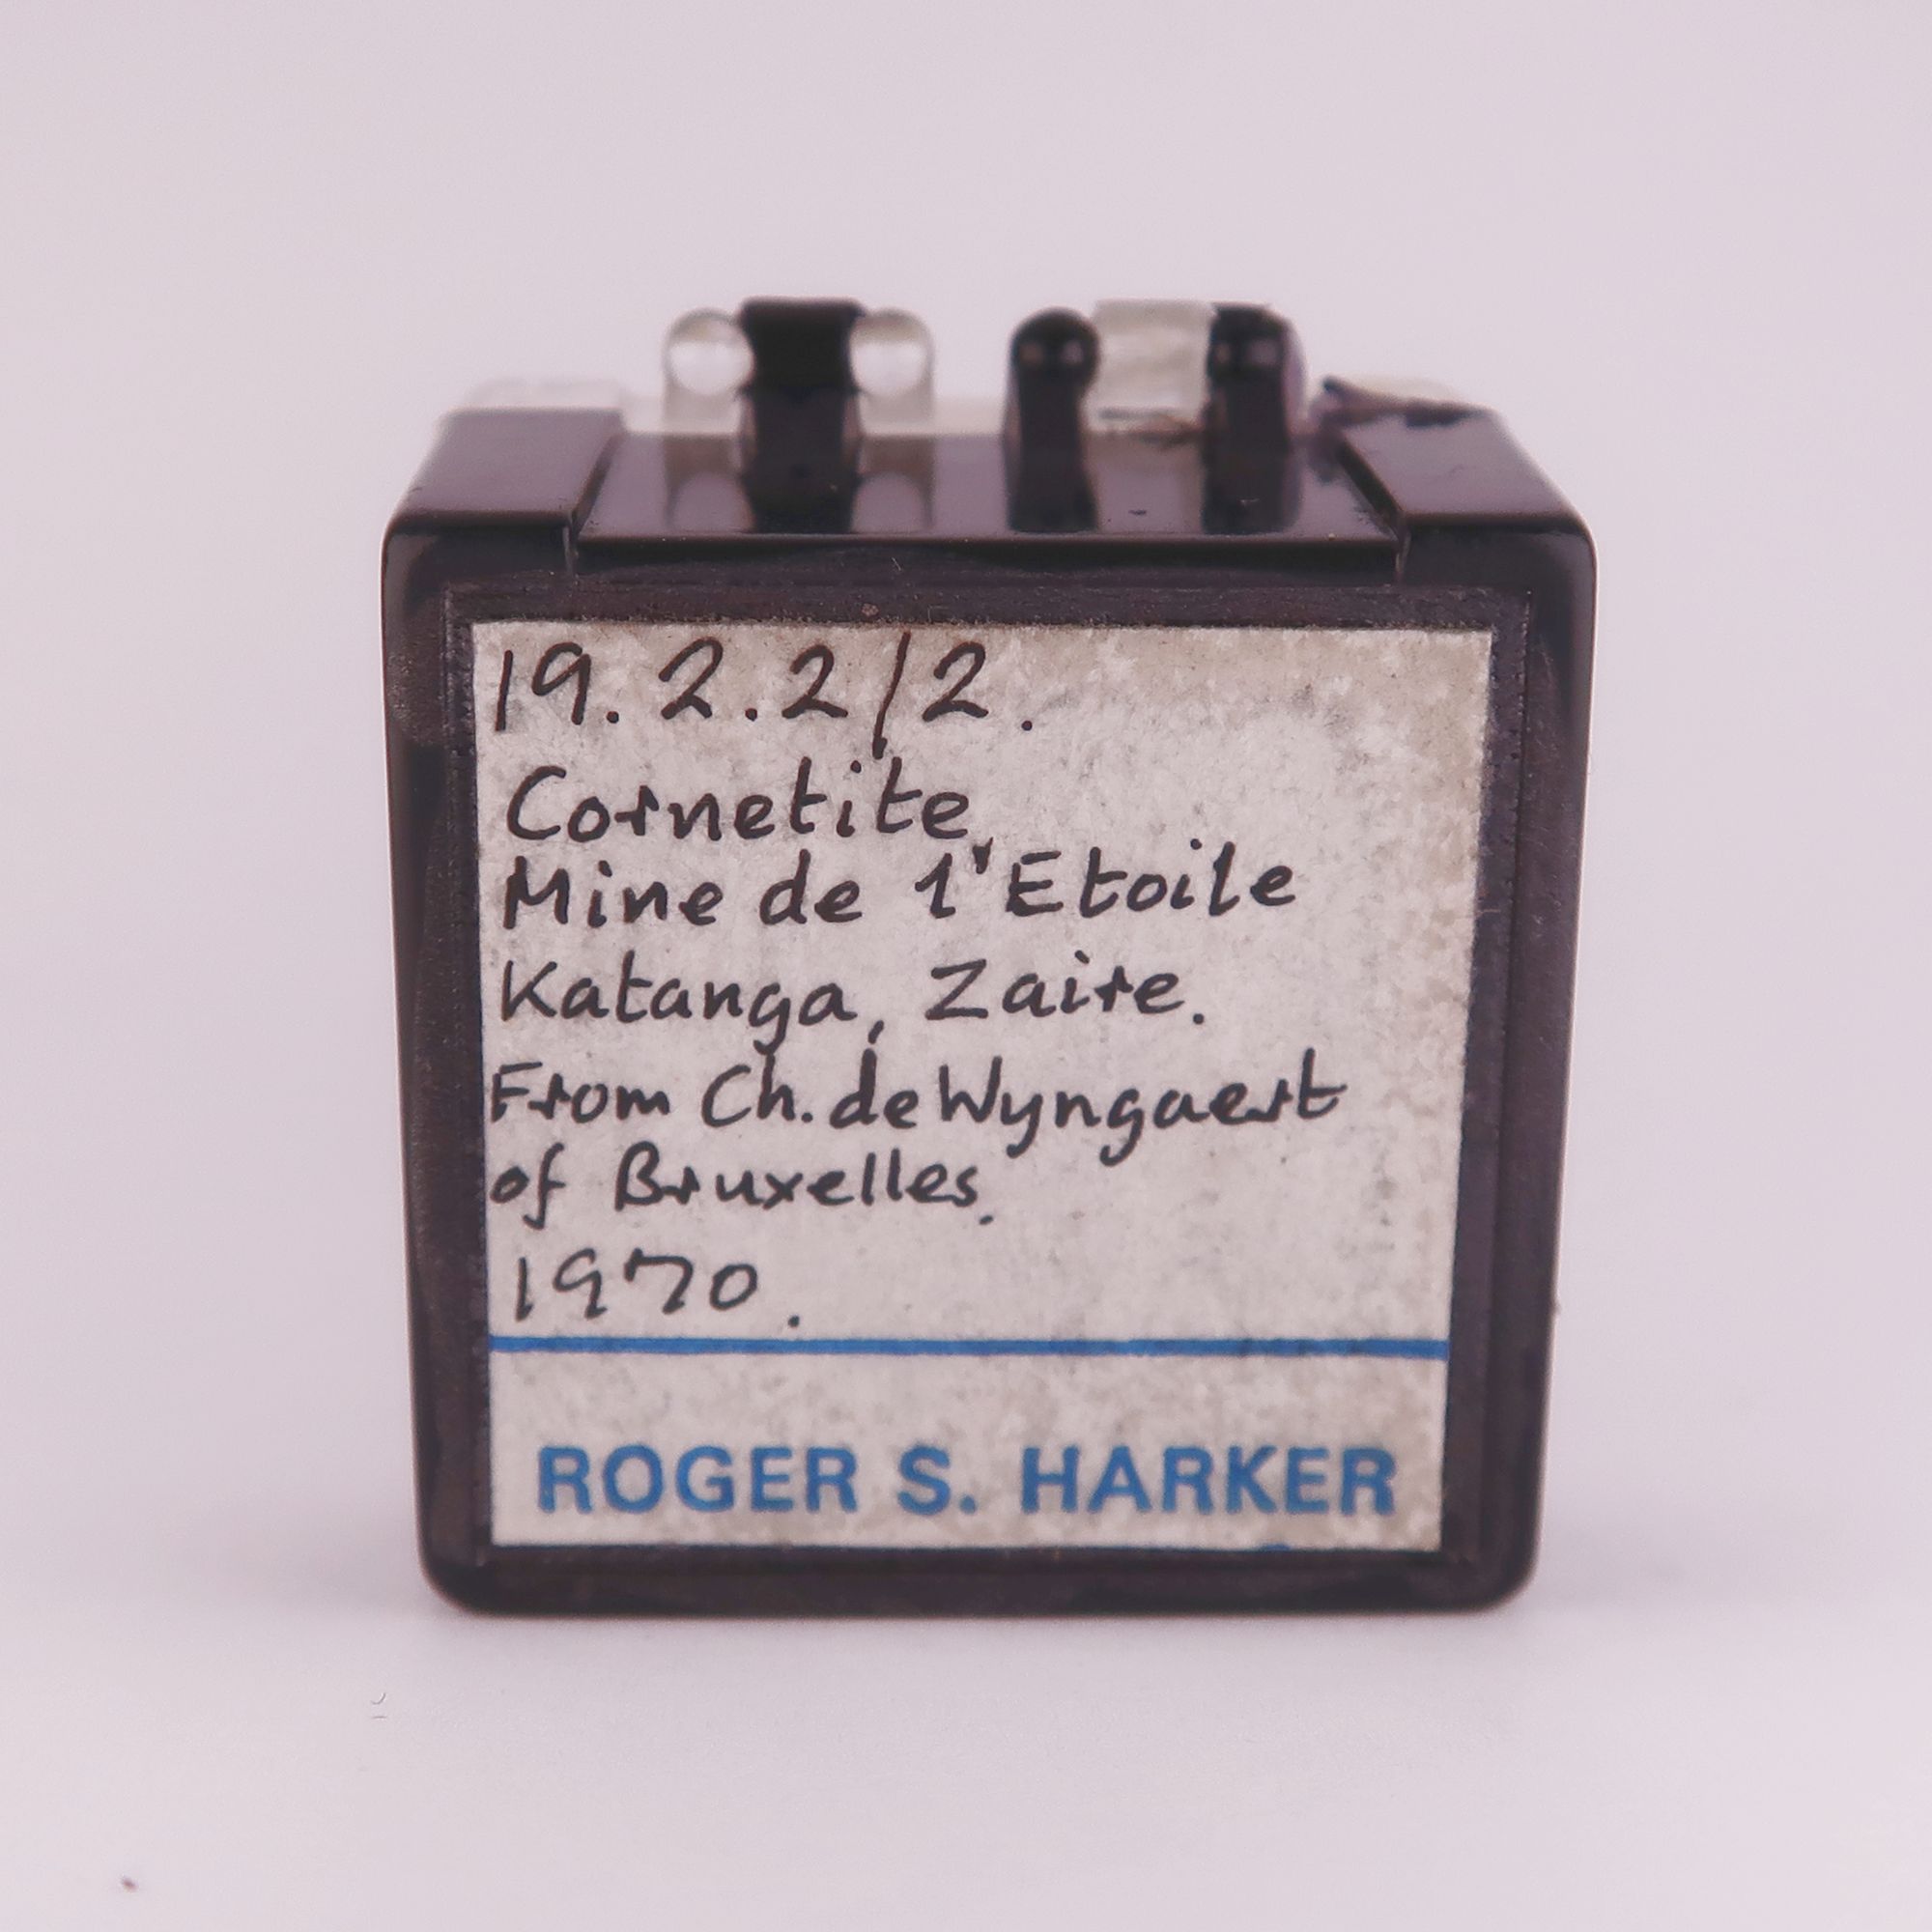 19.2.2/2.
Cornetite,
Mine de l'Etoile
Katanga, Zaire.
From Ch. de Wyngaert
of Bruxelles.
1970.
ROGER S. HARKER